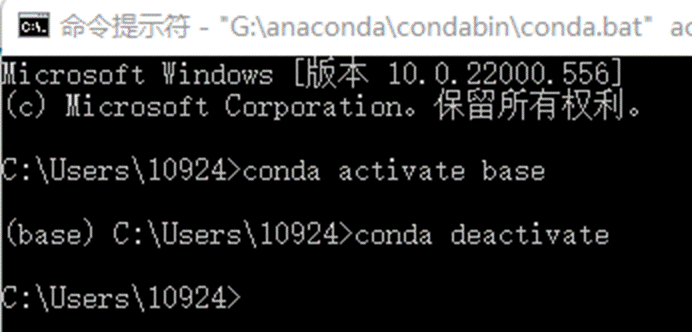 命令提示符 - "G:\anaconda\condabin\conda.bat" ac
Microsoft Windows [版本 10.0.22000.556]
(c) Microsoft Corporation。保留所有权利。
C:\Users\10924>conda activate base
(base) C:\Users\10924>conda deactivate
C:\Users\10924>